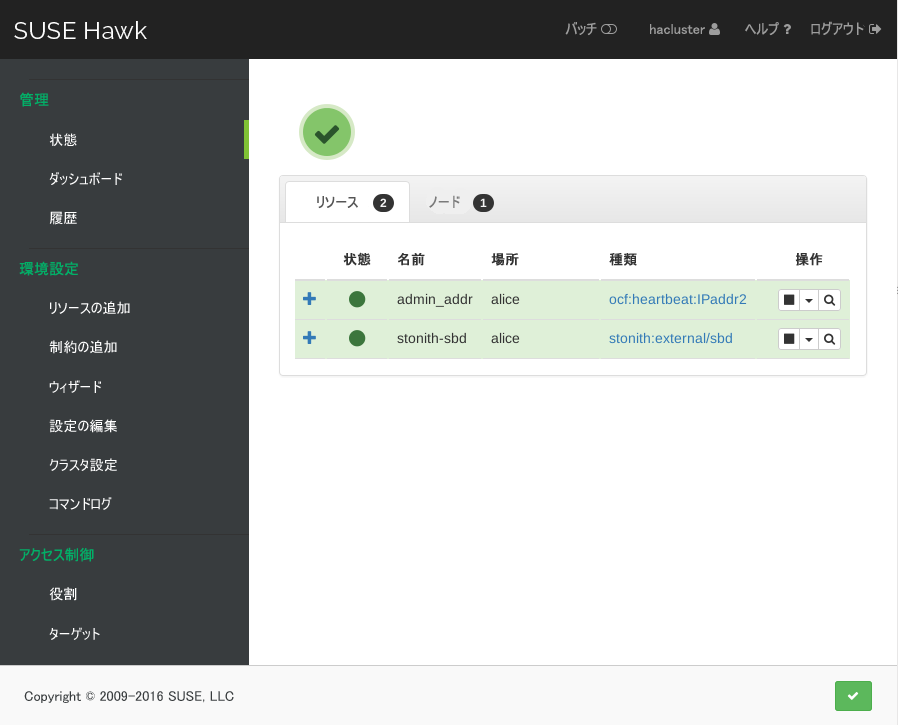 SUSE Hawk
バッチ hacluster ヘルプ ? ログアウト
管理
状態
ダッシュボード
履歴
環境設定
リソースの追加
制約の追加
ウィザード
設定の編集
クラスタ設定
コマンドログ
アクセス制御
役割
ターゲット
リソース 2 ノード 1
状態 名前 場所 種類 操作
admin_addr alice ocf:heartbeat:IPaddr2
stonith-sbd alice stonith:external/sbd
Copyright © 2009-2016 SUSE, LLC